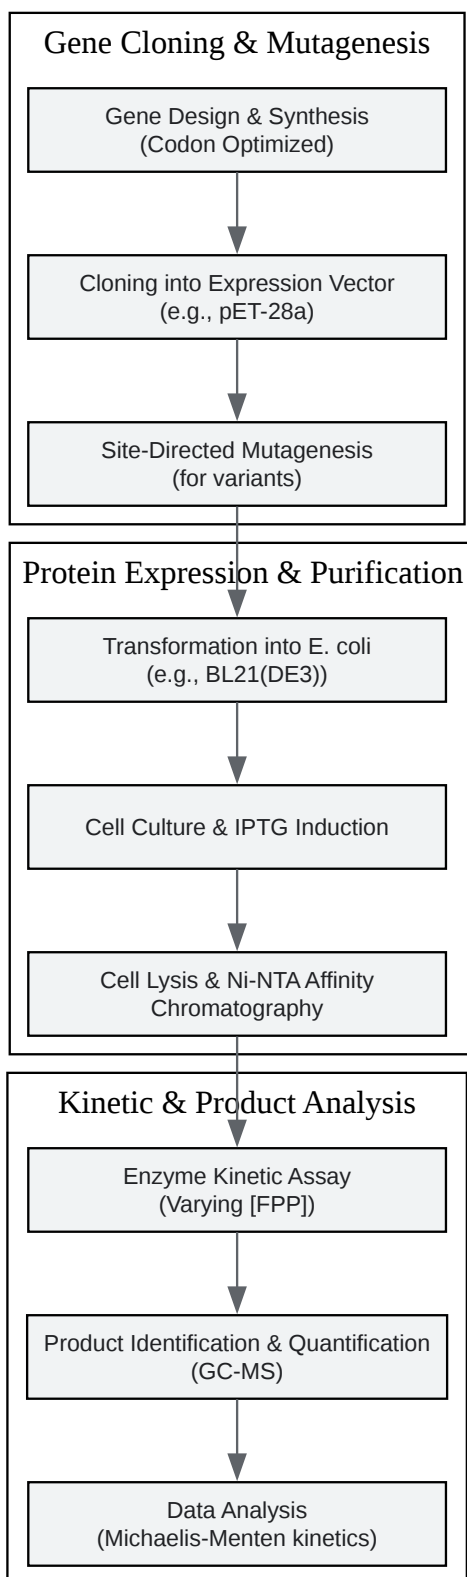 Gene Cloning & Mutagenesis
Gene Design & Synthesis
(Codon Optimized)
Cloning into Expression Vector
(e.g., pET-28a)
Site-Directed Mutagenesis
(for variants)
Protein Expression & Purification
Transformation into E. coli
(e.g., BL21(DE3))
Cell Culture & IPTG Induction
Cell Lysis & Ni-NTA Affinity
Chromatography
Kinetic & Product Analysis
Enzyme Kinetic Assay
(Varying [FPP])
Product Identification & Quantification
(GC-MS)
Data Analysis
(Michaelis-Menten kinetics)